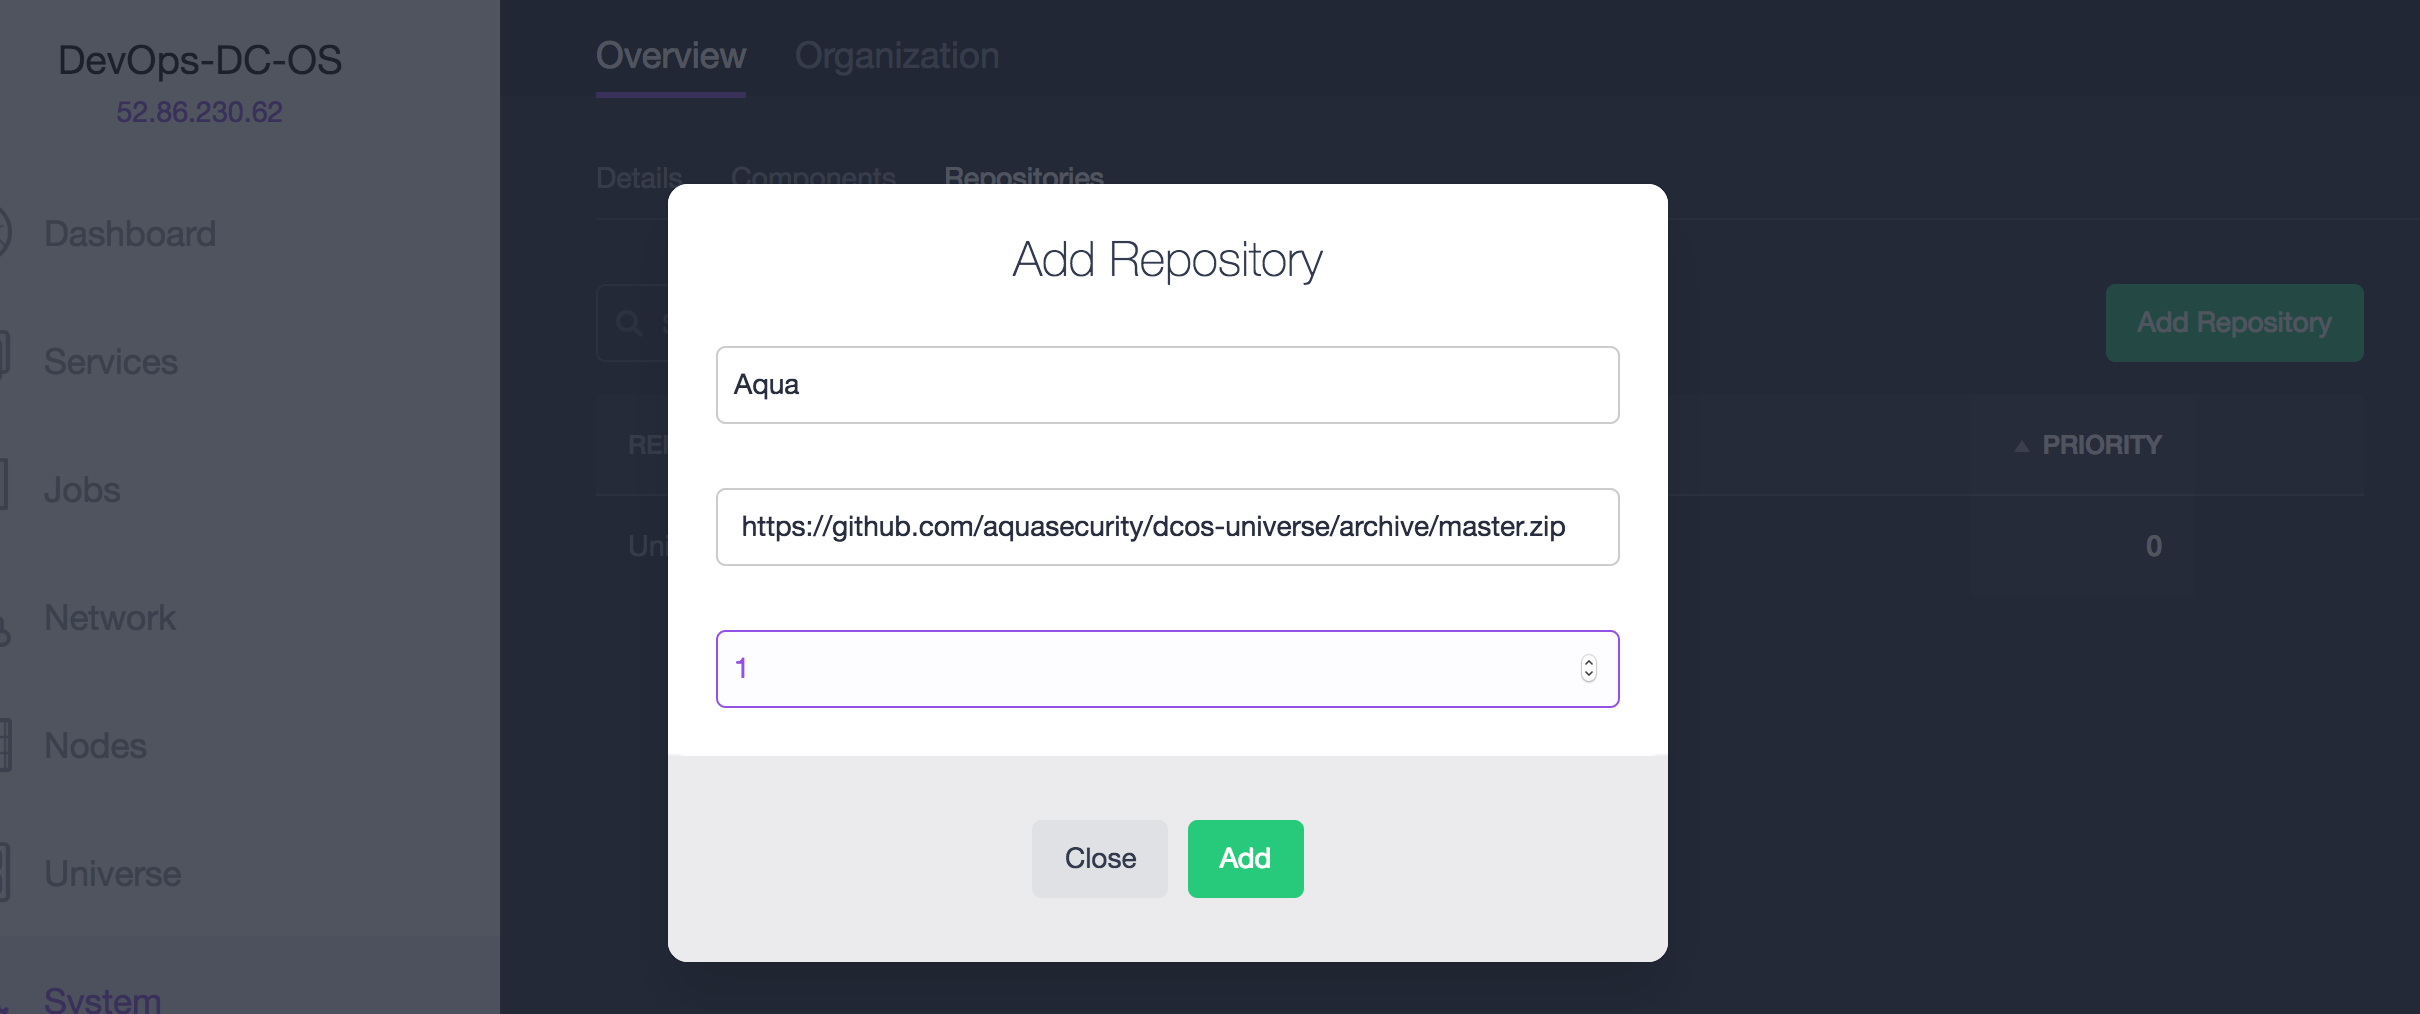 DevOps-DC-OS
52.86.230.62
Dashboard
Services
Jobs
Network
Nodes
Universe
System
Overview Organization
Details Components Repositories
Add Repository
PRIORITY
0
Add Repository
Aqua
https://github.com/aquasecurity/dcos-universe/archive/master.zip
1
Close Add